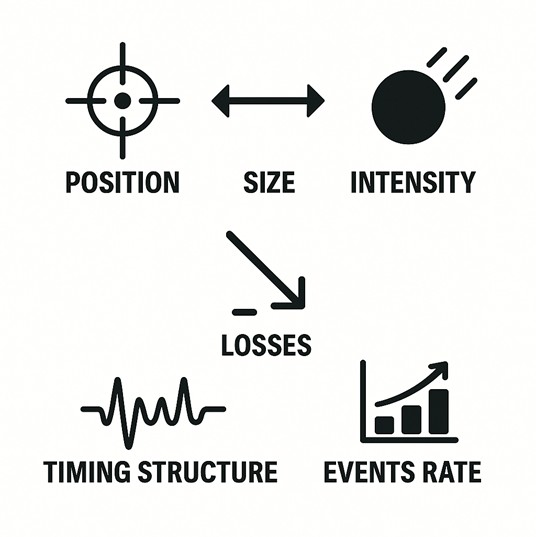 POSITION
SIZE
INTENSITY
LOSSES
TIMING STRUCTURE
EVENTS RATE